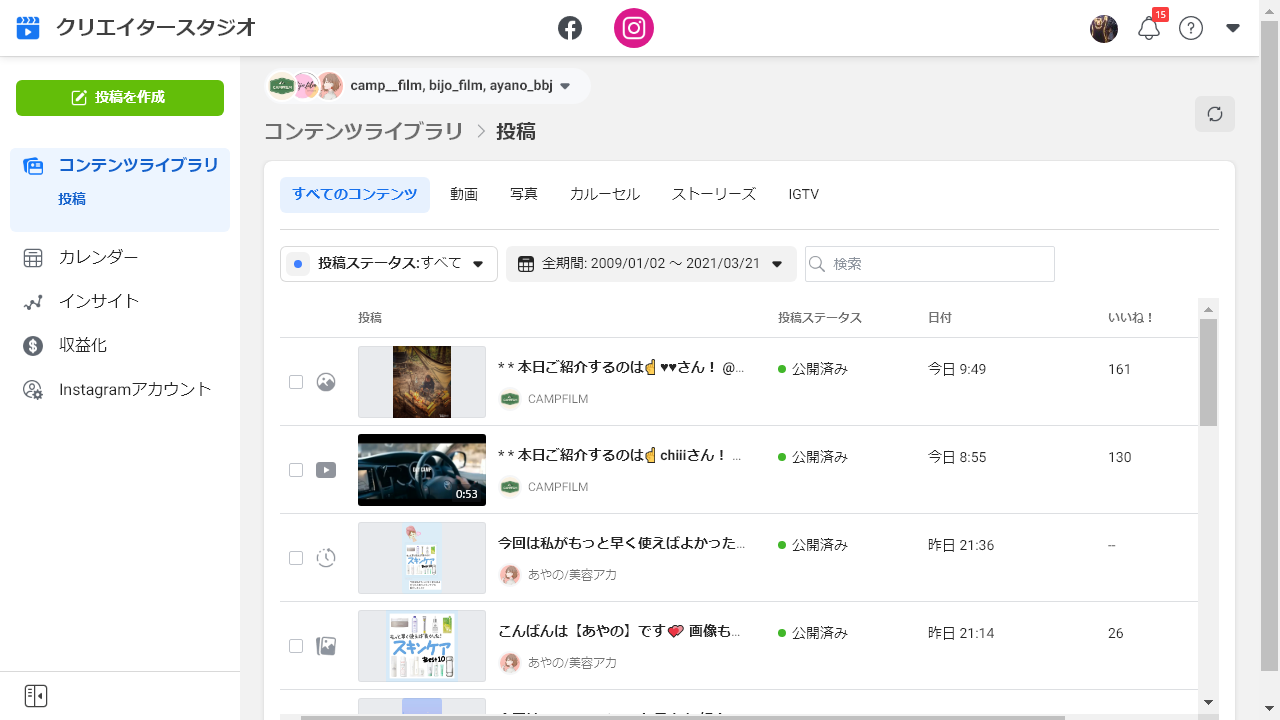 クリエイタースタジオ
15
投稿を作成
コンテンツライブラリ
投稿
カレンダー
インサイト
収益化
Instagramアカウント
camp__film, bijo_film, ayano_bbj
コンテンツライブラリ 投稿
すべてのコンテンツ 動画 写真 カルーセル ストーリーズ IGTV
投稿ステータス:すべて 全期間: 2009/01/02 ～ 2021/03/21 検索
投稿 投稿ステータス 日付 いいね！
* * 本日ご紹介するのは☝️♥♥さん！ @... 公開済み 今日 9:49 161
CAMPFILM
* * 本日ご紹介するのは☝️chiiiさん！ ... 公開済み 今日 8:55 130
0:53
CAMPFILM
今回は私がもっと早く使えばよかった... 公開済み 昨日 21:36 --
スキンケア
あやの/美容アカ
こんばんは【あやの】です💞 画像も... 公開済み 昨日 21:14 26
スキンケア
Best10
あやの/美容アカ